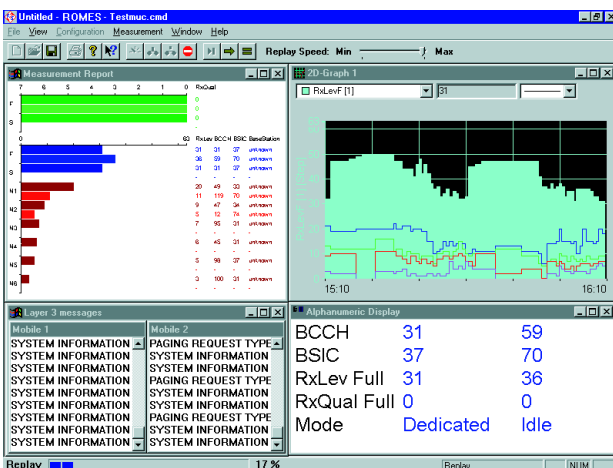 Untitled - ROMES - Testmuc.cmd
File View Configuration Measurement Window Help
Replay Speed: Min Max
Measurement Report
7 6 5 4 3 2 1 0 RxQual
F 0
0
S 0
0 63 RxLev BCCH BSIC BaseStation
F 31 31 37 unknown
36 59 70 unknown
S 31 31 37 unknown
- - - -
N1 20 49 33 unknown
11 119 70 unknown
N2 9 47 34 unknown
5 12 74 unknown
N3 7 95 31 unknown
- - - -
N4 6 45 31 unknown
- - - -
N5 5 98 37 unknown
- - - -
N6 3 100 31 unknown
- - - -
2D-Graph 1
RxLevF [1] 31
RxLevF [1] [dBm]
0
15:10 16:10
Layer 3 messages
Mobile 1
SYSTEM INFORMATION
SYSTEM INFORMATION
SYSTEM INFORMATION
SYSTEM INFORMATION
SYSTEM INFORMATION
SYSTEM INFORMATION
SYSTEM INFORMATION
SYSTEM INFORMATION
SYSTEM INFORMATION
Mobile 2
PAGING REQUEST TYPE
SYSTEM INFORMATION
SYSTEM INFORMATION
PAGING REQUEST TYPE
SYSTEM INFORMATION
SYSTEM INFORMATION
PAGING REQUEST TYPE
SYSTEM INFORMATION
SYSTEM INFORMATION
Alphanumeric Display
BCCH 31 59
BSIC 37 70
RxLev Full 31 36
RxQual Full 0 0
Mode Dedicated Idle
Replay 17 % Replay NUM